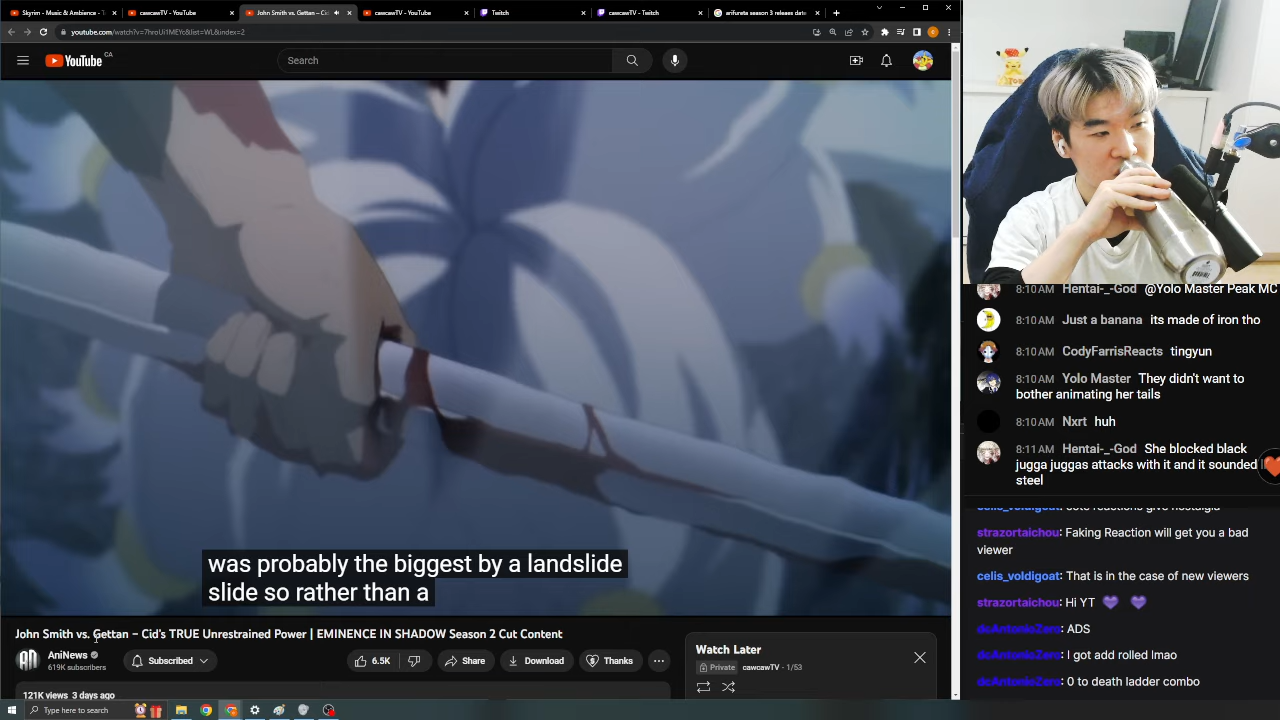 Skyrim - Music & Ambience - 
cawcawTV - YouTube
John Smith vs. Gettan – Cid's
cawcawTV - YouTube
Twitch
cawcawTV - Twitch
arifureta season 3 release date
youtube.com/watch?v=7hroUi1MEYc&list=WL&index=2
YouTube CA
Search
was probably the biggest by a landslide
slide so rather than a
John Smith vs. Gettan – Cid's TRUE Unrestrained Power | EMINENCE IN SHADOW Season 2 Cut Content
AN
AniNews
619K subscribers
Subscribed
6.5K
Share
Download
Thanks
121K views 3 days ago
Watch Later
Private cawcawTV - 1/53
Type here to search
8:10 AM Hentai-_-God @Yolo Master Peak MC
8:10 AM Just a banana its made of iron tho
8:10 AM CodyFarrisReacts tingyun
8:10 AM Yolo Master They didn't want to
bother animating her tails
8:10 AM Nxrt huh
8:11 AM Hentai-_-God She blocked black
jugga juggas attacks with it and it sounded
steel
strazortaichou: Faking Reaction will get you a bad
viewer
celis_voldigoat: That is in the case of new viewers
strazortaichou: Hi YT
dcAntonioZero: ADS
dcAntonioZero: I got add rolled lmao
dcAntonioZero: 0 to death ladder combo